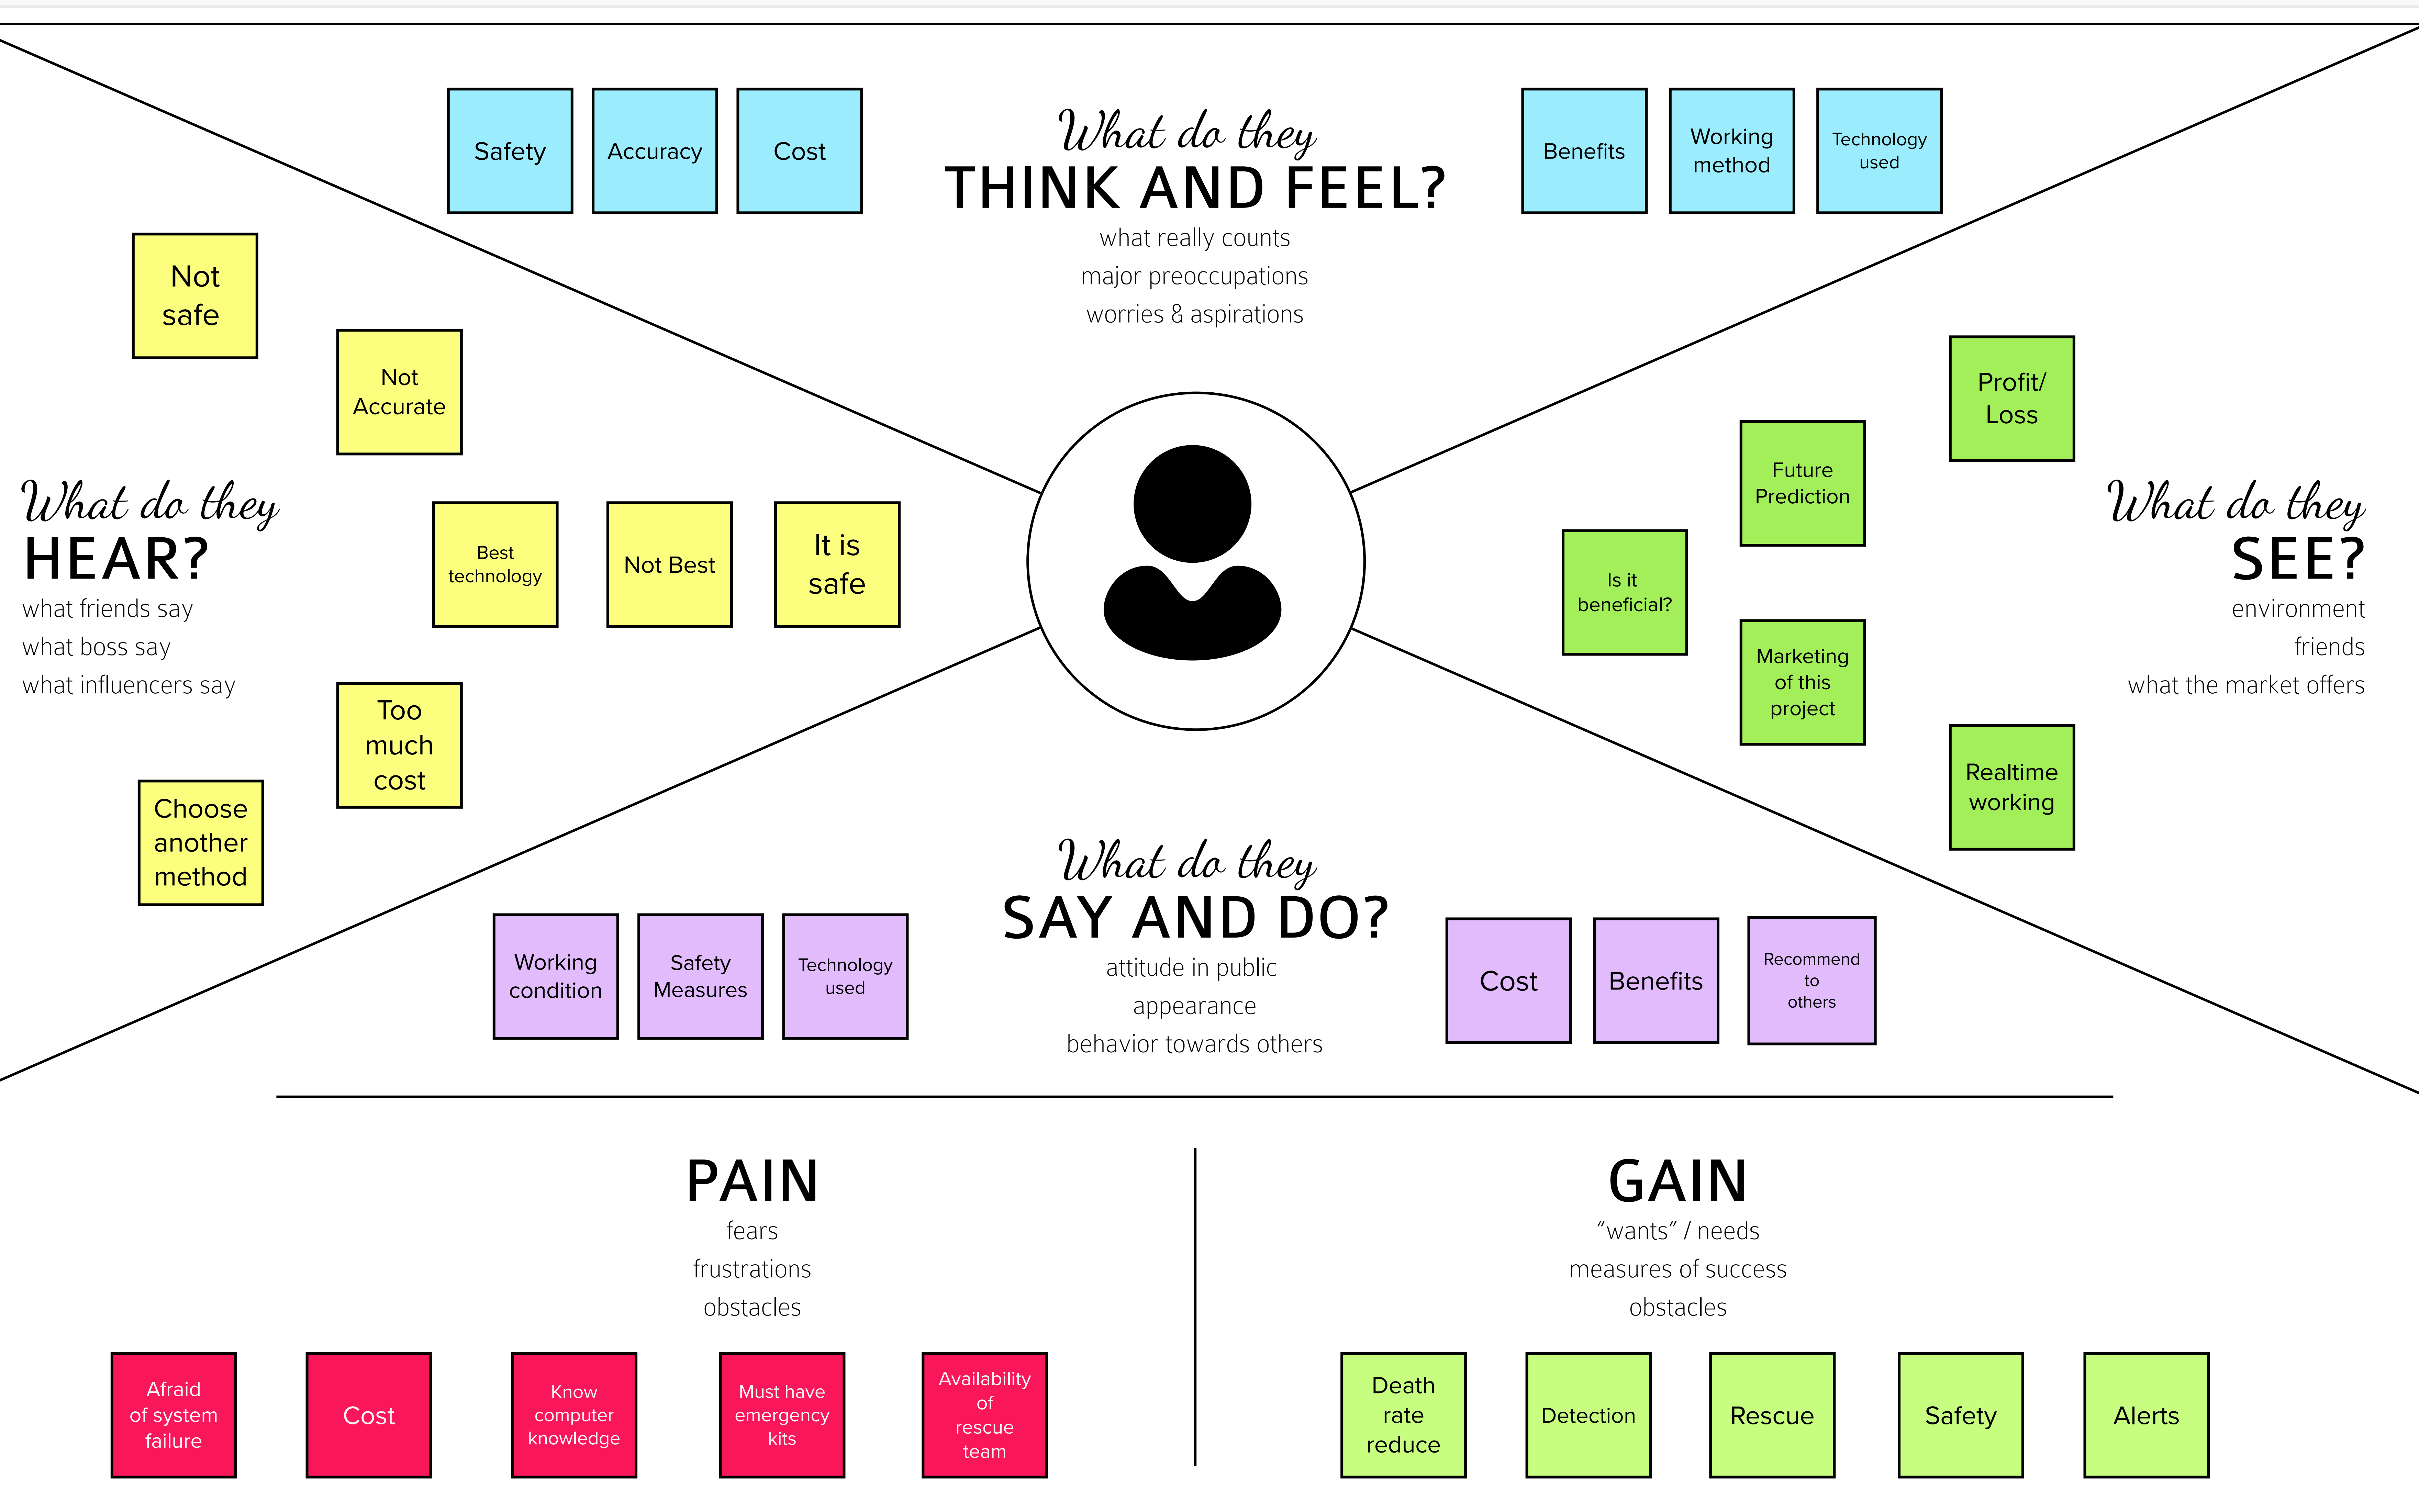 Safety
Accuracy
Cost
What do they
THINK AND FEEL?
what really counts
major preoccupations
worries & aspirations
Benefits
Working
method
Technology
used
Not
safe
Not
Accurate
What do they
HEAR?
what friends say
what boss say
what influencers say
Best
technology
Not Best
It is
safe
Too
much
cost
Choose
another
method
Profit/
Loss
Future
Prediction
Is it
beneficial?
Marketing
of this
project
Realtime
working
What do they
SEE?
environment
friends
what the market offers
What do they
SAY AND DO?
attitude in public
appearance
behavior towards others
Working
condition
Safety
Measures
Technology
used
Cost
Benefits
Recommend
to
others
PAIN
fears
frustrations
obstacles
Afraid
of system
failure
Cost
Know
computer
knowledge
Must have
emergency
kits
Availability
of
rescue
team
GAIN
“wants” / needs
measures of success
obstacles
Death
rate
reduce
Detection
Rescue
Safety
Alerts